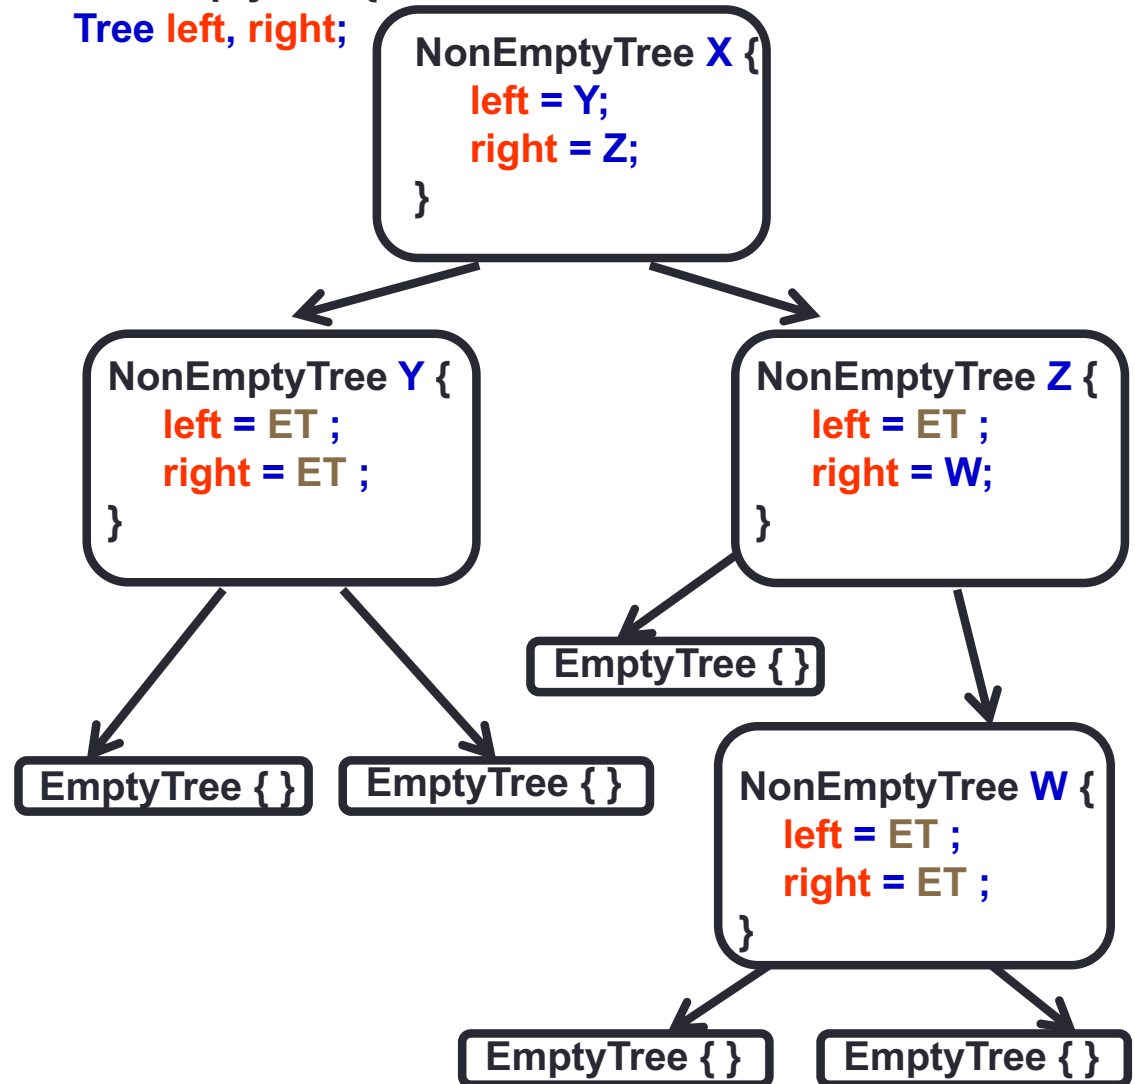 Tree left, right;
NonEmptyTree X {
left = Y;
right = Z;
}
NonEmptyTree Y {
left = ET ;
right = ET ;
}
NonEmptyTree Z {
left = ET ;
right = W;
}
EmptyTree { }
EmptyTree { }
EmptyTree { }
NonEmptyTree W {
left = ET ;
right = ET ;
}
EmptyTree { }
EmptyTree { }